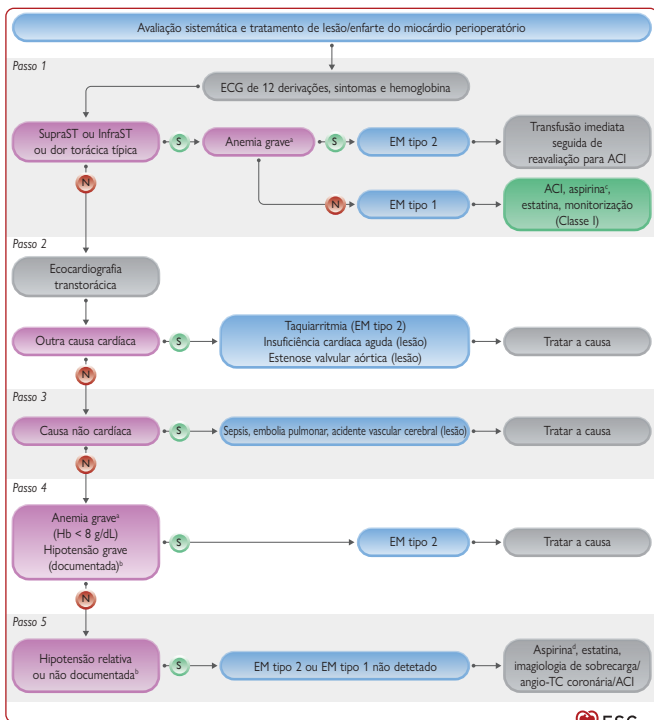 Avaliação sistemática e tratamento de lesão/enfarte do miocárdio perioperatório
Passo 1
ECG de 12 derivações, sintomas e hemoglobina
SupraST ou InfraST
ou dor torácica típica
S
Anemia graveᵃ
S
EM tipo 2
Transfusão imediata
seguida de
reavaliação para ACI
N
N
EM tipo 1
ACI, aspirinaᶜ,
estatina, monitorização
(Classe I)
Passo 2
Ecocardiografia
transtorácica
Outra causa cardíaca
S
Taquiarritmia (EM tipo 2)
Insuficiência cardíaca aguda (lesão)
Estenose valvular aórtica (lesão)
Tratar a causa
N
Passo 3
Causa não cardíaca
S
Sepsis, embolia pulmonar, acidente vascular cerebral (lesão)
Tratar a causa
N
Passo 4
Anemia graveᵃ
(Hb < 8 g/dL)
Hipotensão grave
(documentada)ᵇ
S
EM tipo 2
Tratar a causa
N
Passo 5
Hipotensão relativa
ou não documentadaᵇ
S
EM tipo 2 ou EM tipo 1 não detetado
Aspirinaᵈ, estatina,
imagiologia de sobrecarga/
angio-TC coronária/ACI
ESC